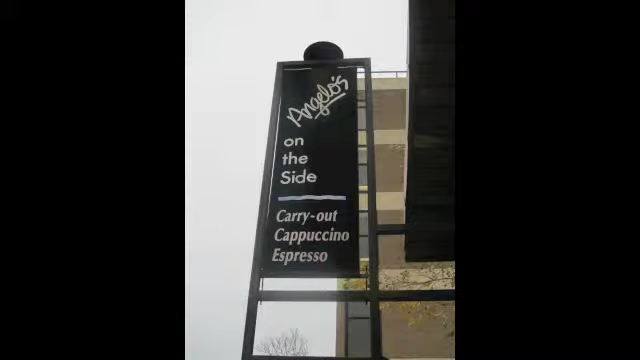 Angelo's
on
the
Side
Carry-out
Cappuccino
Espresso